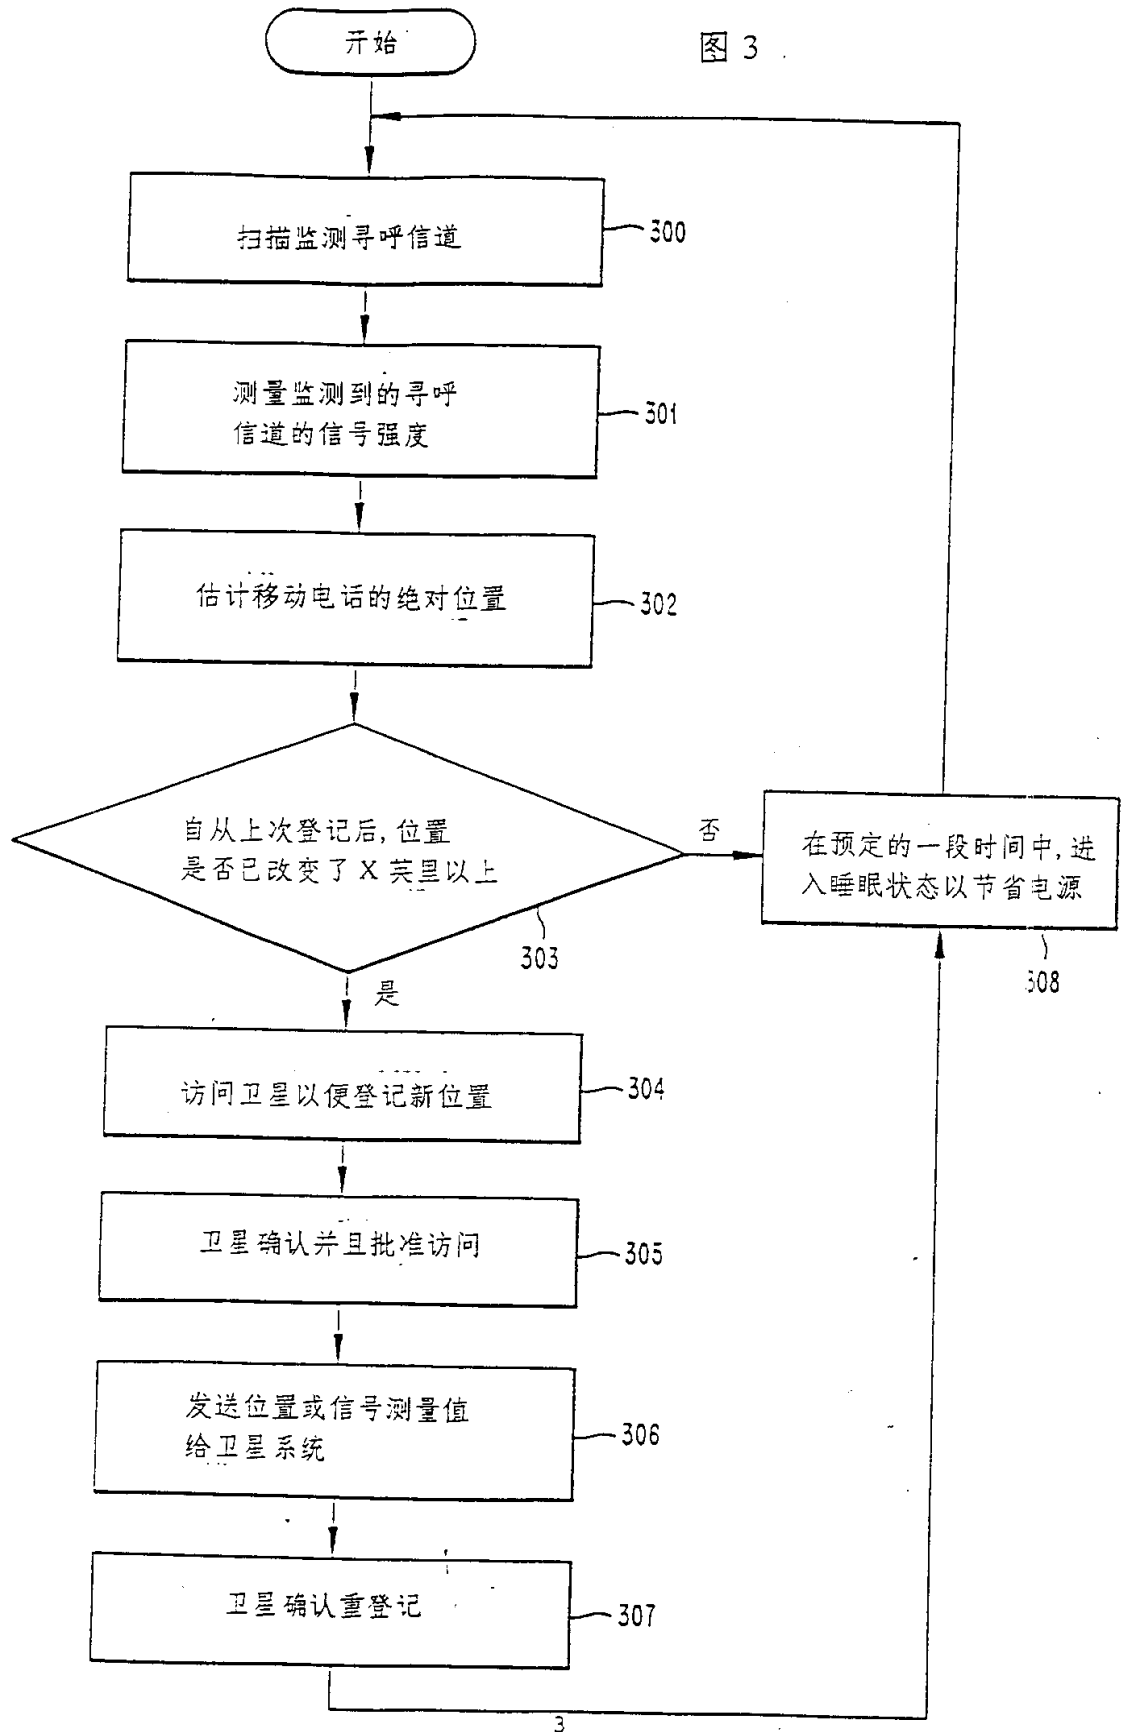 开始
图 3
扫描监测寻呼信道
300
测量监测到的寻呼
信道的信号强度
301
估计移动电话的绝对位置
302
自从上次登记后,位置
是否已改变了 X 英里以上
303
否
在预定的一段时间中,进
入睡眠状态以节省电源
308
是
访问卫星以便登记新位置
304
卫星确认并且批准访问
305
发送位置或信号测量值
给卫星系统
306
卫星确认重登记
307
3